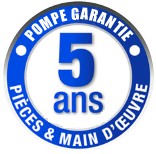 POMPE GARANTIE
5
ans
PIÈCES & MAIN D'ŒUVRE